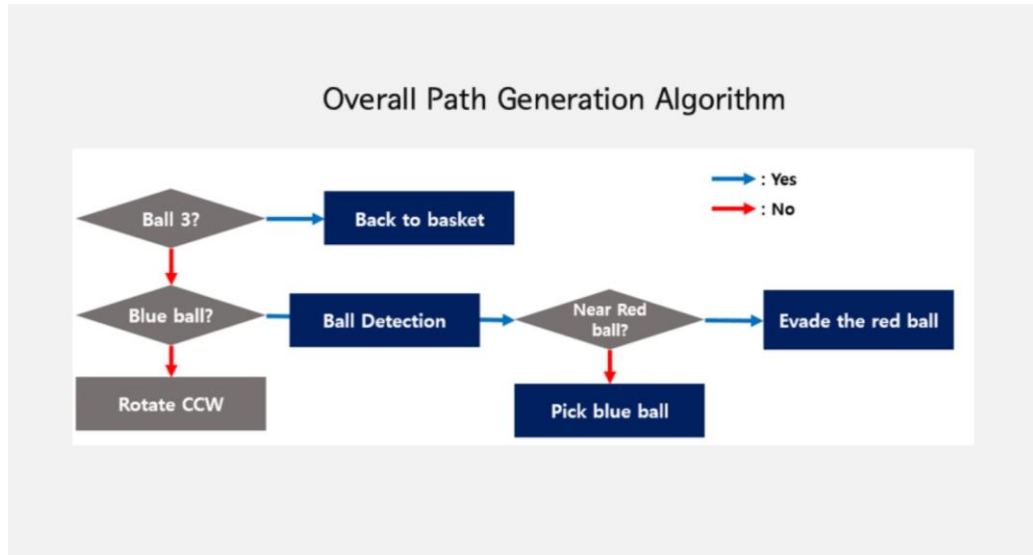 Overall Path Generation Algorithm
: Yes
: No
Ball 3?
Back to basket
Blue ball?
Ball Detection
Near Red
ball?
Evade the red ball
Rotate CCW
Pick blue ball